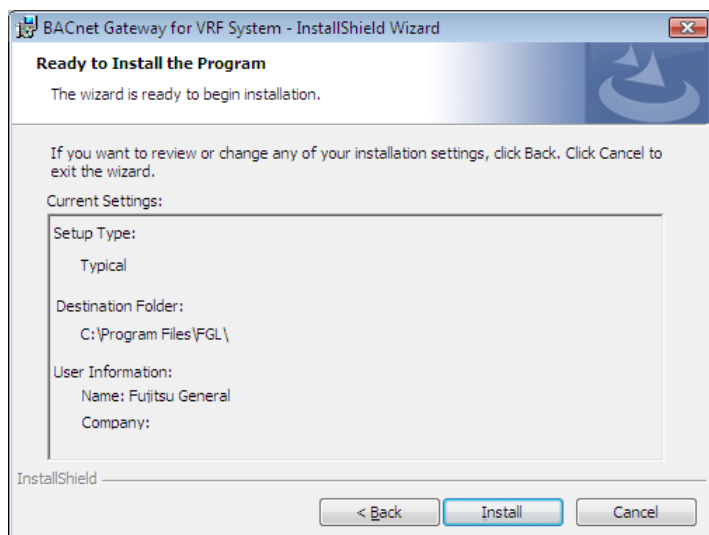 BACnet Gateway for VRF System - InstallShield Wizard
Ready to Install the Program
The wizard is ready to begin installation.
If you want to review or change any of your installation settings, click Back. Click Cancel to
exit the wizard.
Current Settings:
Setup Type:
Typical
Destination Folder:
C:\Program Files\FGL\
User Information:
Name: Fujitsu General
Company:
InstallShield
< Back
Install
Cancel